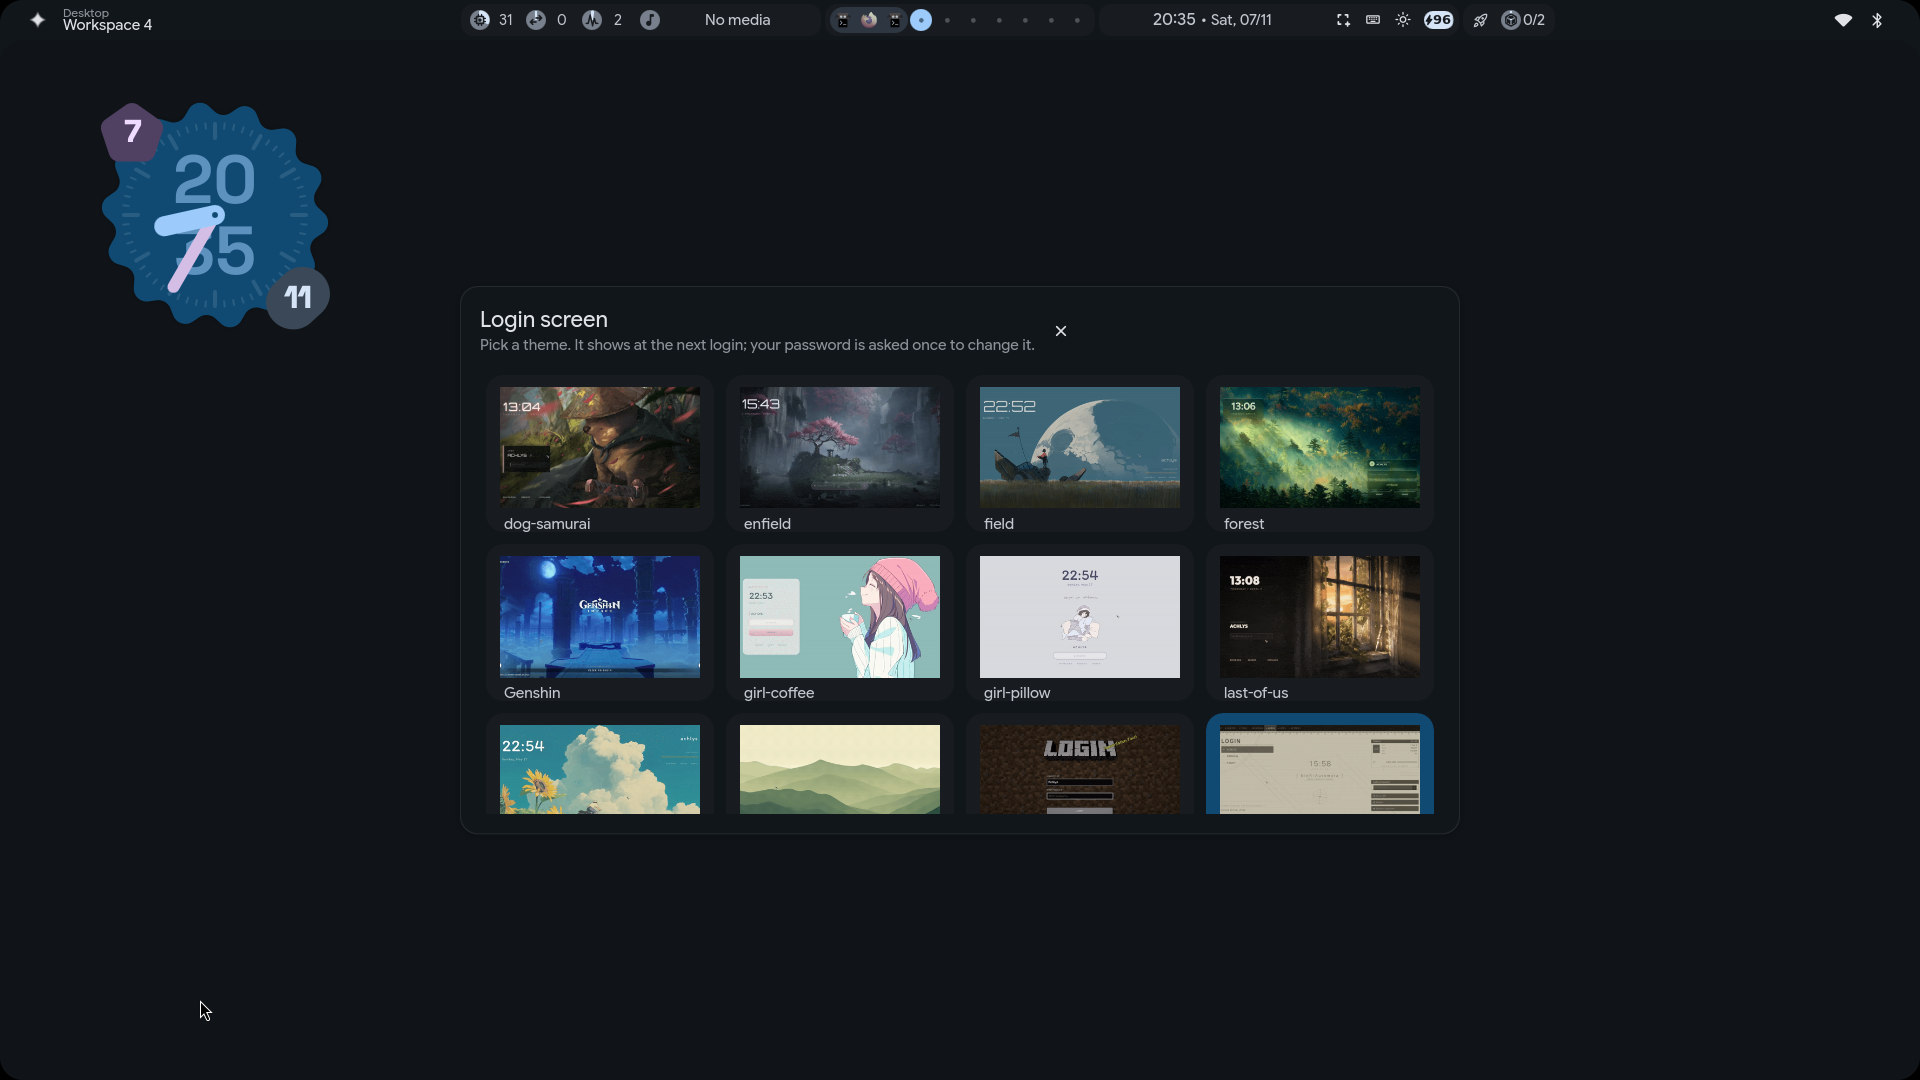 Desktop
Workspace 4
31
0
2
No media
20:35 • Sat, 07/11
96
0/2
7
20
35
11
Login screen
Pick a theme. It shows at the next login; your password is asked once to change it.
13:04
15:43
22:52
13:06
dog-samurai
enfield
field
forest
GENSHIN
22:53
22:54
13:08
ACHLYS
Genshin
girl-coffee
girl-pillow
last-of-us
22:54
achlys
LOGIN
LOGIN
15:58